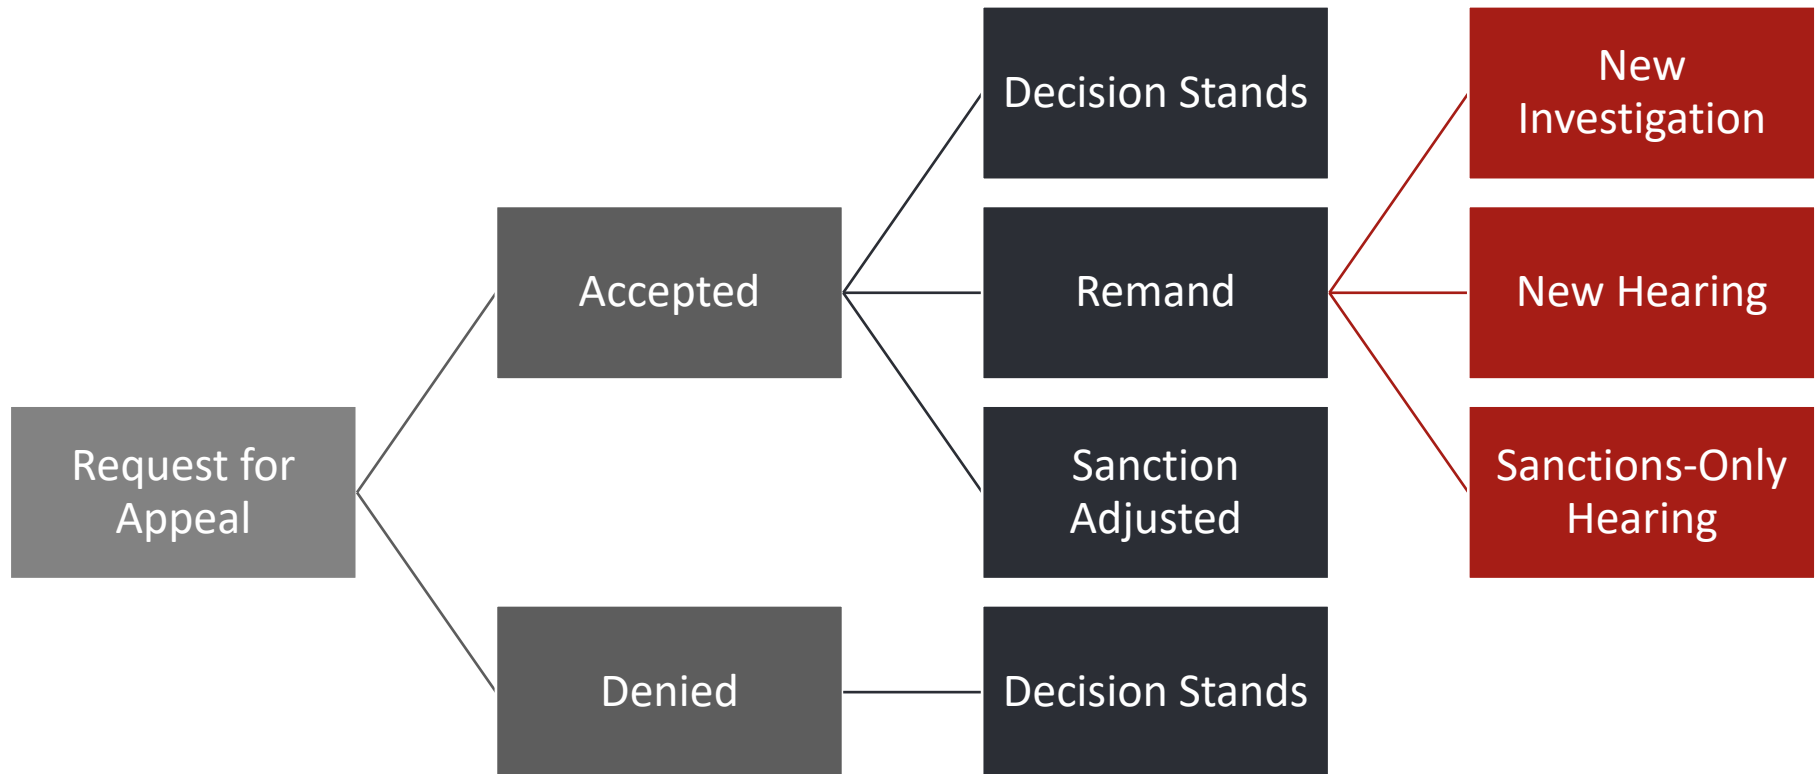 Request for
Appeal
Accepted
Denied
Decision Stands
Remand
Sanction
Adjusted
Decision Stands
New
Investigation
New Hearing
Sanctions-Only
Hearing